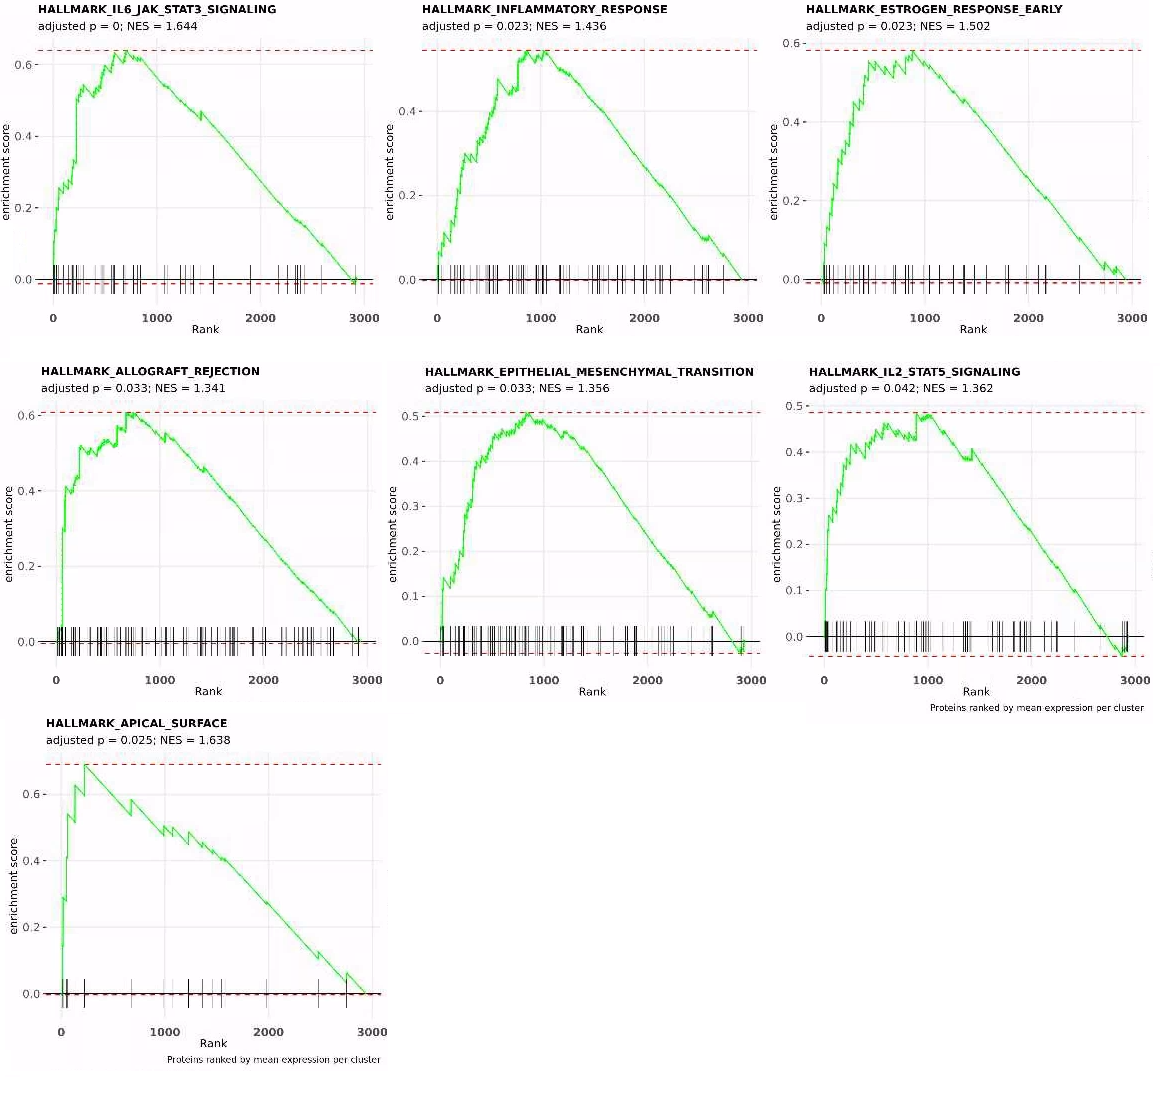 HALLMARK_IL6_JAK_STAT3_SIGNALING
adjusted p = 0; NES = 1.644
enrichment score
0.6
0.4
0.2
0.0
0 1000 2000 3000
Rank
HALLMARK_INFLAMMATORY_RESPONSE
adjusted p = 0.023; NES = 1.436
enrichment score
0.4
0.2
0.0
0 1000 2000 3000
Rank
HALLMARK_ESTROGEN_RESPONSE_EARLY
adjusted p = 0.023; NES = 1.502
enrichment score
0.6
0.4
0.2
0.0
0 1000 2000 3000
Rank
HALLMARK_ALLOGRAFT_REJECTION
adjusted p = 0.033; NES = 1.341
enrichment score
0.6
0.4
0.2
0.0
0 1000 2000 3000
Rank
HALLMARK_EPITHELIAL_MESENCHYMAL_TRANSITION
adjusted p = 0.033; NES = 1.356
enrichment score
0.5
0.4
0.3
0.2
0.1
0.0
0 1000 2000 3000
Rank
HALLMARK_IL2_STAT5_SIGNALING
adjusted p = 0.042; NES = 1.362
enrichment score
0.5
0.4
0.3
0.2
0.1
0.0
0 1000 2000 3000
Rank
Proteins ranked by mean expression per cluster
HALLMARK_APICAL_SURFACE
adjusted p = 0.025; NES = 1.638
enrichment score
0.6
0.4
0.2
0.0
0 1000 2000 3000
Rank
Proteins ranked by mean expression per cluster